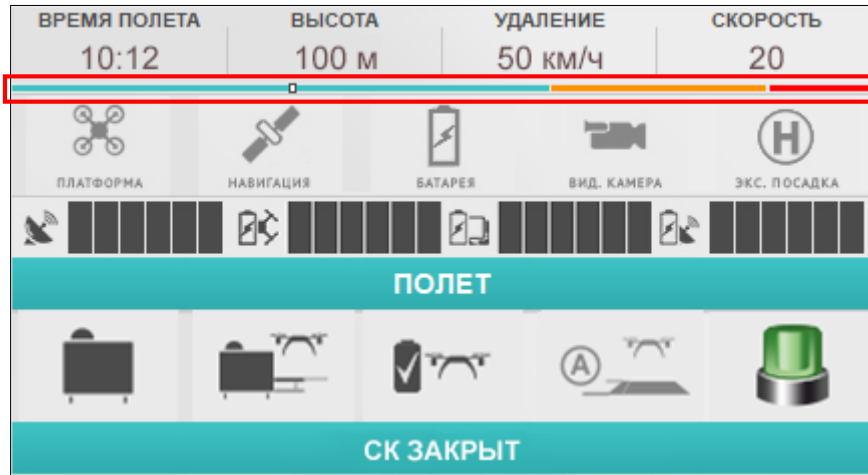 ВРЕМЯ ПОЛЕТА ВЫСОТА УДАЛЕНИЕ СКОРОСТЬ
10:12 100 м 50 км/ч 20
H
ПЛАТФОРМА НАВИГАЦИЯ БАТАРЕЯ ВИД. КАМЕРА ЭКС. ПОСАДКА
ПОЛЕТ
A
СК ЗАКРЫТ